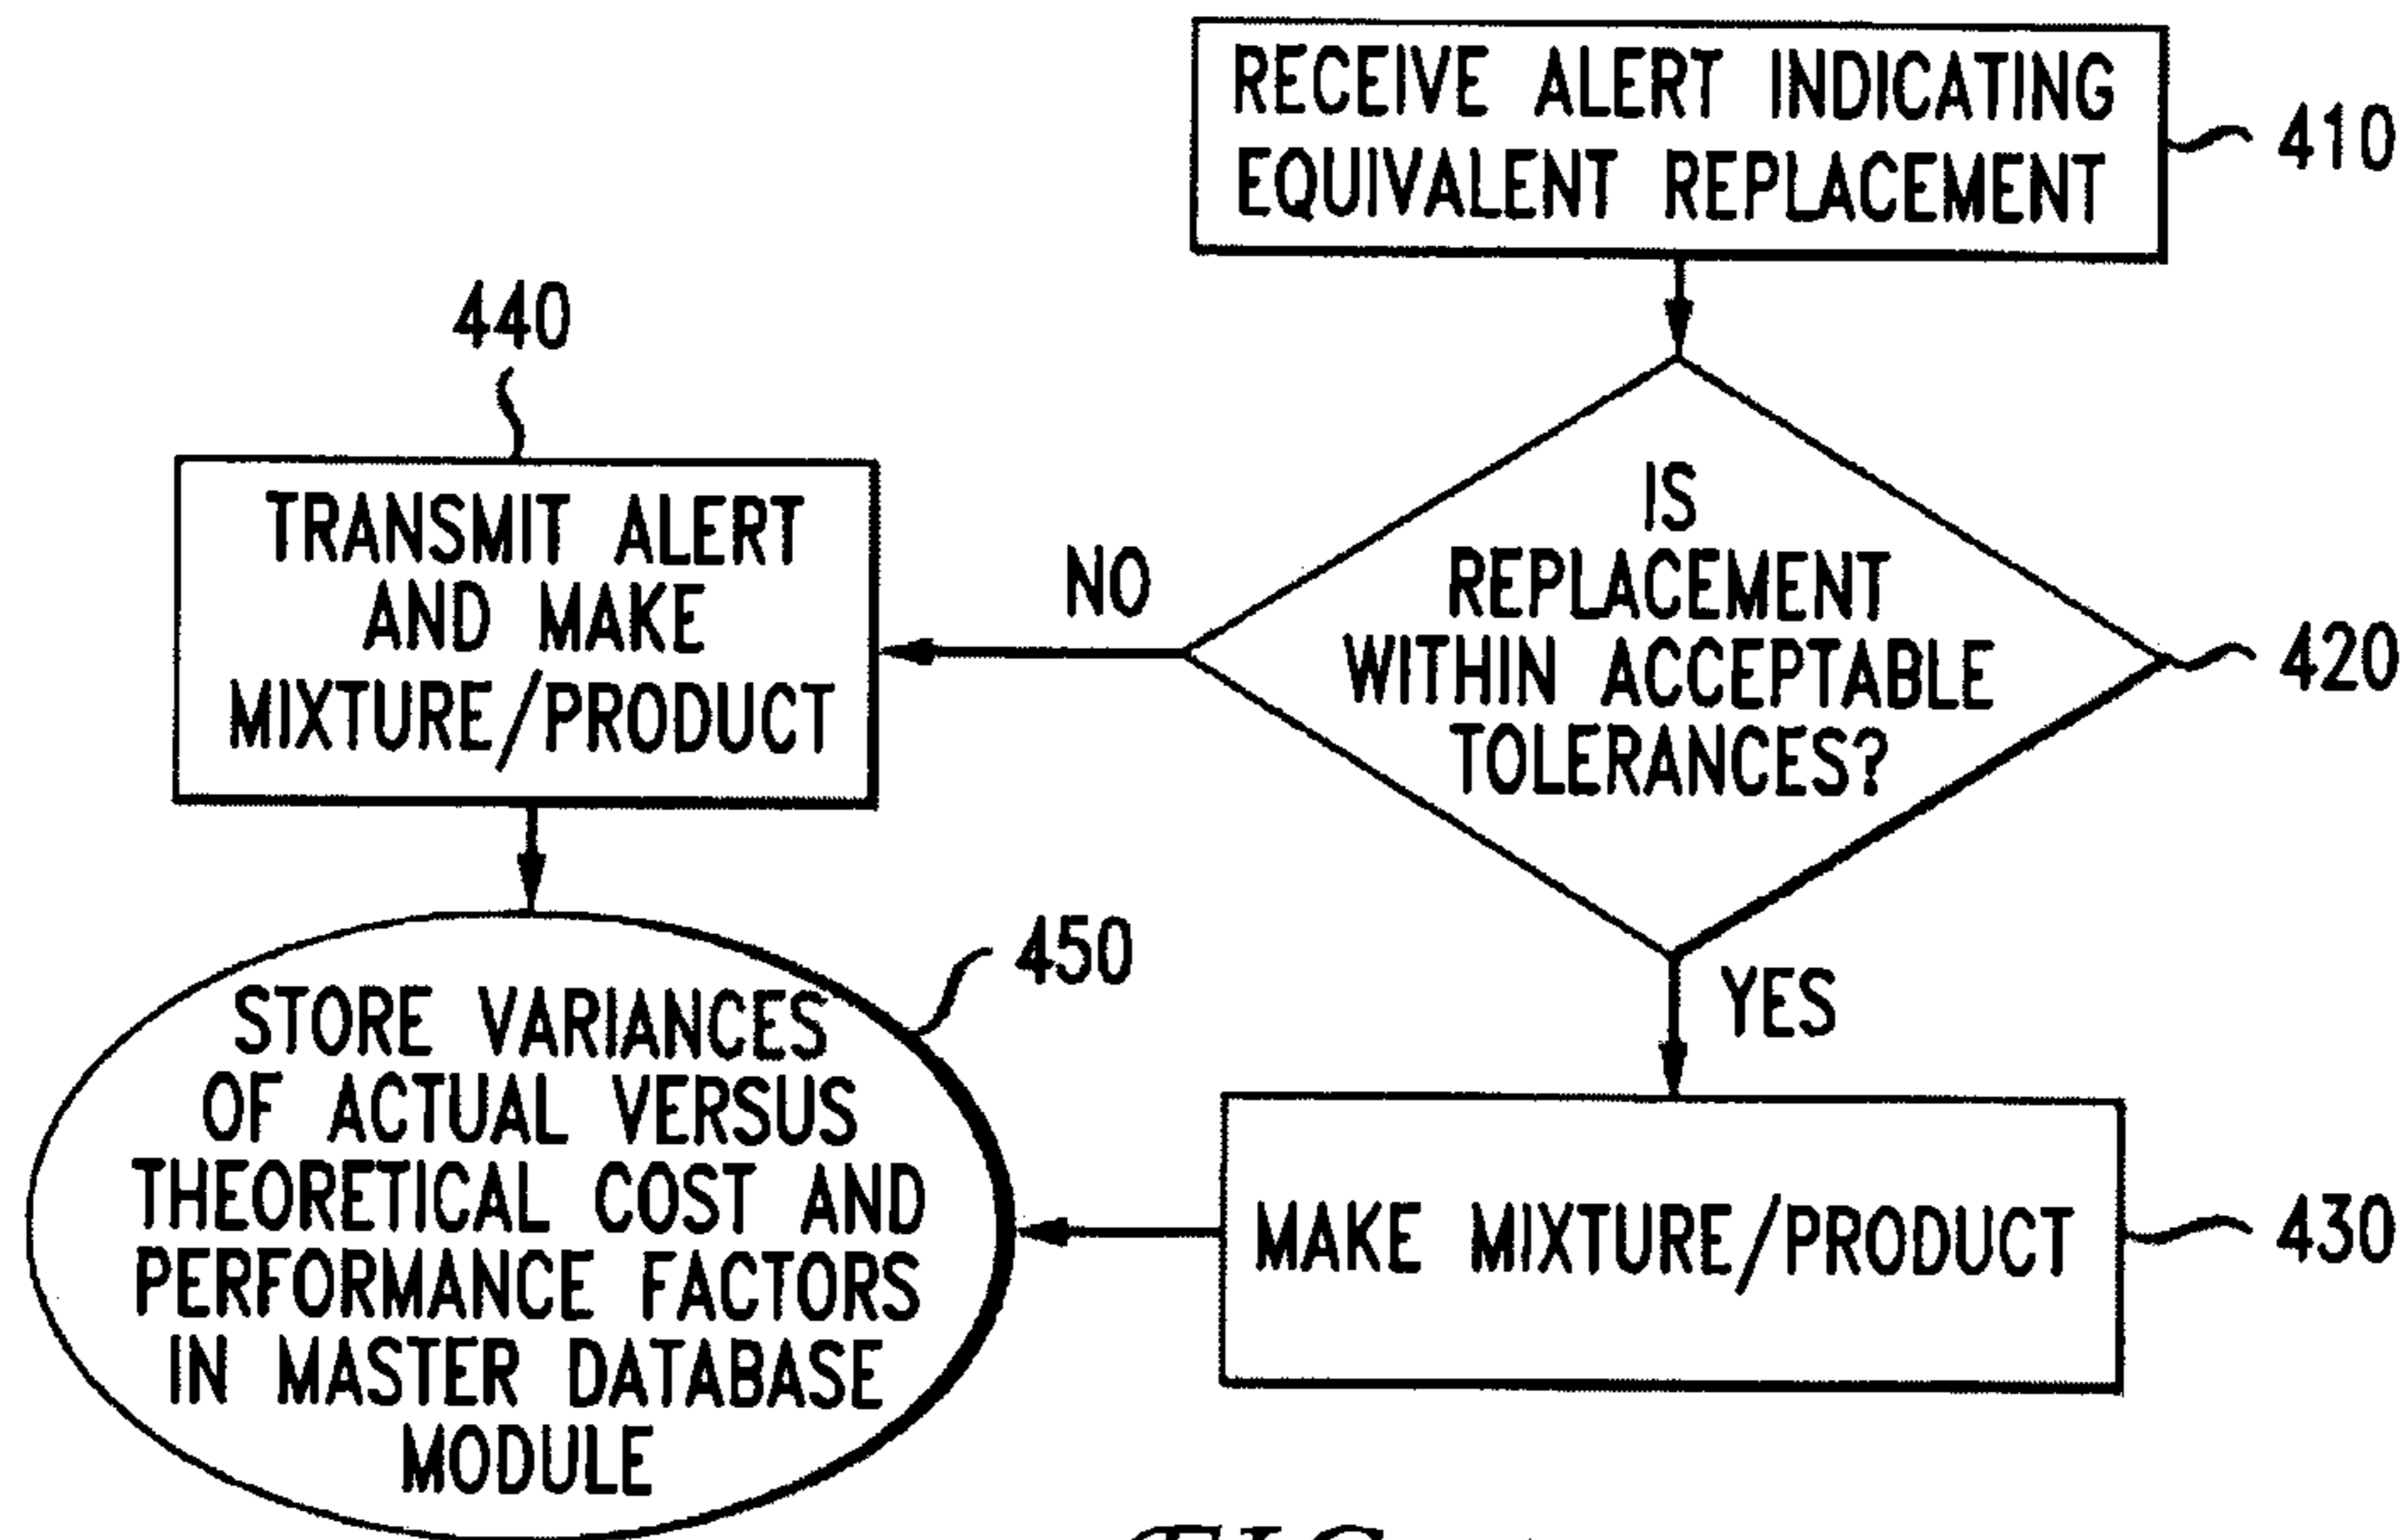 RECEIVE ALERT INDICATING
EQUIVALENT REPLACEMENT
410
440
TRANSMIT ALERT
AND MAKE
MIXTURE/PRODUCT
NO
IS
REPLACEMENT
WITHIN ACCEPTABLE
TOLERANCES?
420
450
YES
STORE VARIANCES
OF ACTUAL VERSUS
THEORETICAL COST AND
PERFORMANCE FACTORS
IN MASTER DATABASE
MODULE
MAKE MIXTURE/PRODUCT
430